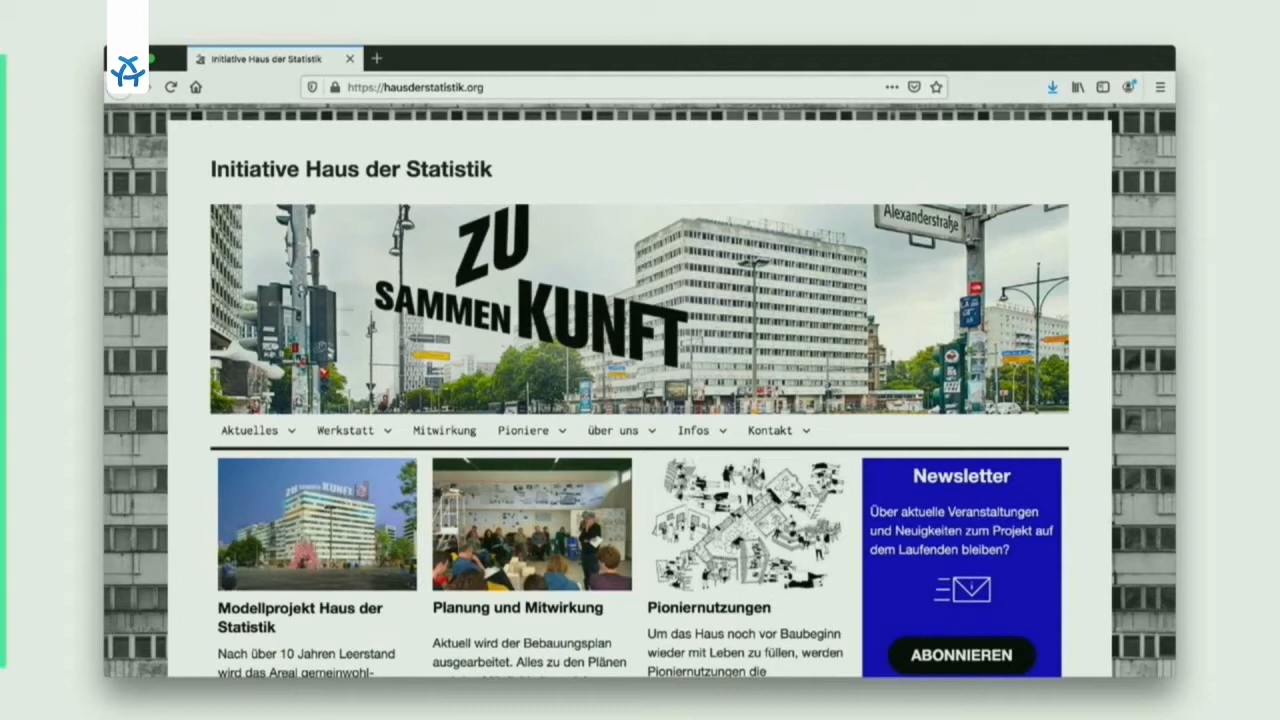 Initiative Haus der Statistik
https://hausderstatistik.org
Initiative Haus der Statistik
ZU
SAMMEN KUNFT
Alexanderstraße
Aktuelles
Werkstatt
Mitwirkung
Pioniere
über uns
Infos
Kontakt
ZU SAMMEN KUNFT
Modellprojekt Haus der
Statistik
Nach über 10 Jahren Leerstand
wird das Areal gemeinwohl-
Planung und Mitwirkung
Aktuell wird der Bebauungsplan
ausgearbeitet. Alles zu den Plänen
Pioniernutzungen
Um das Haus noch vor Baubeginn
wieder mit Leben zu füllen, werden
Pioniernutzungen die
Newsletter
Über aktuelle Veranstaltungen
und Neuigkeiten zum Projekt auf
dem Laufenden bleiben?
ABONNIEREN